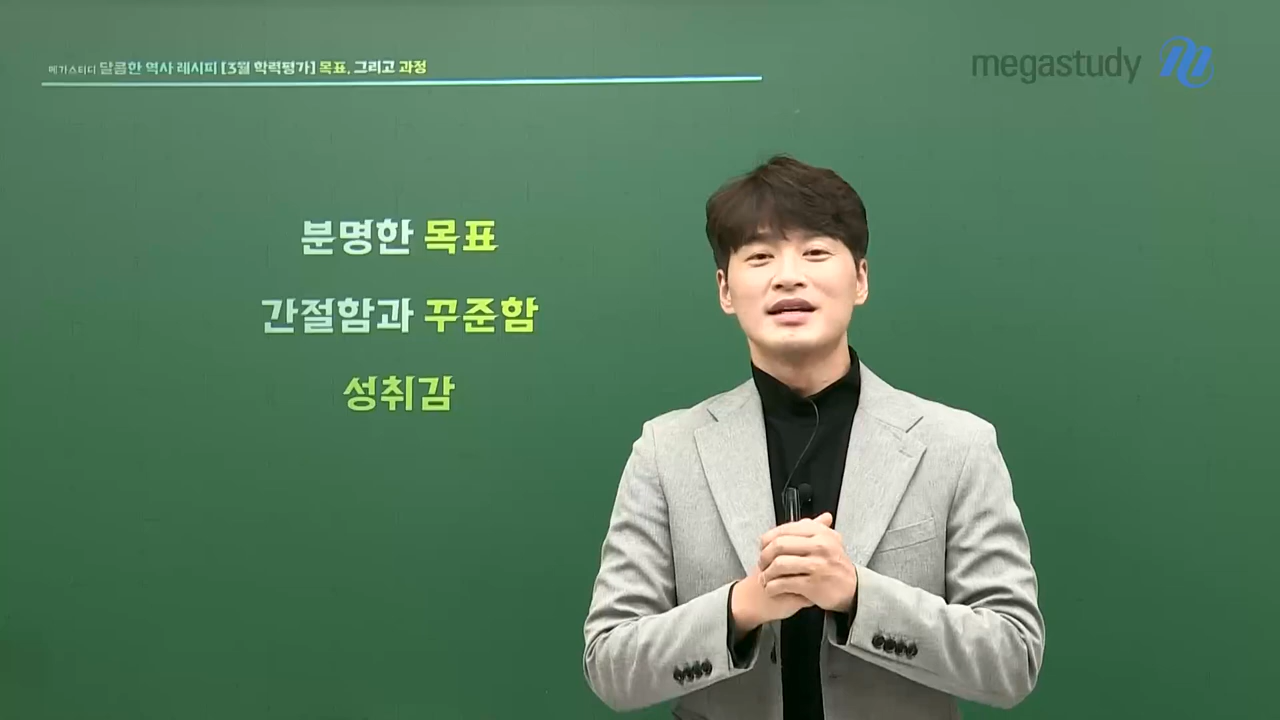 메가스터디 달콤한 역사 레시피 [3월 학력평가] 목표, 그리고 과정
megastudy
분명한 목표
간절함과 꾸준함
성취감